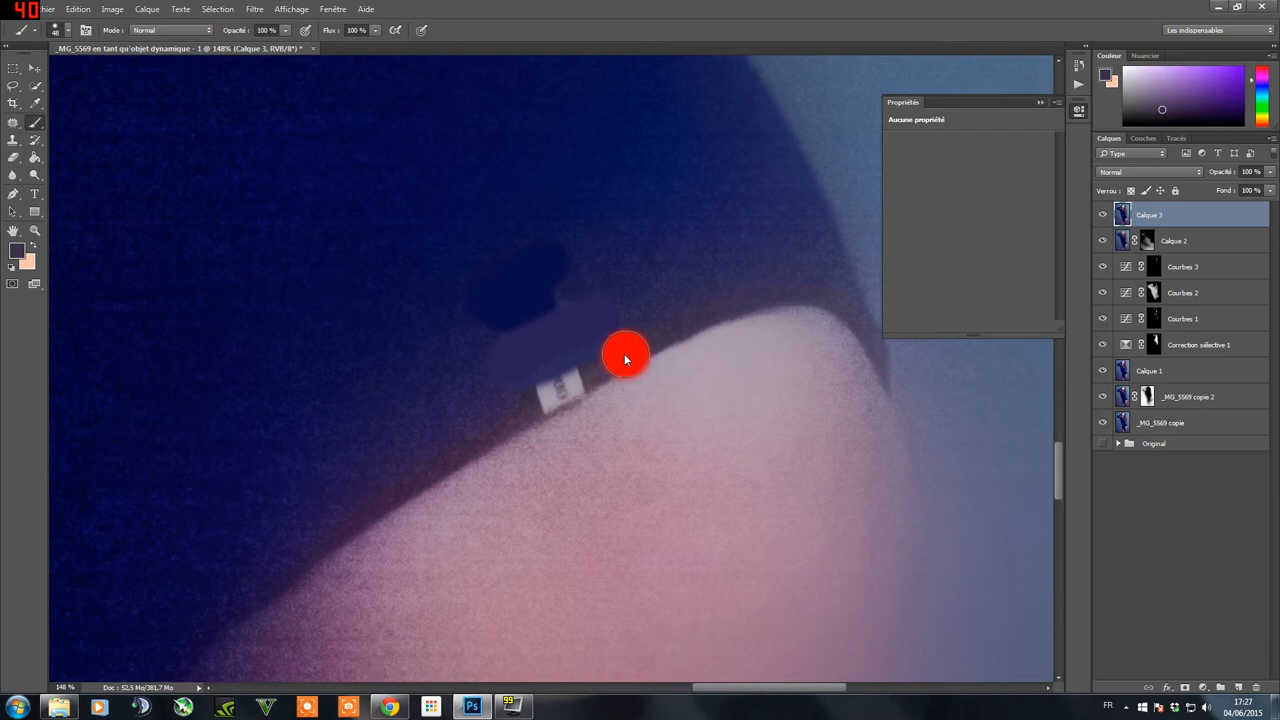 40
hier Edition Image Calque Texte Sélection Filtre Affichage Fenêtre Aide
48 Mode : Normal Opacité : 100 % Flux : 100 % Les indispensables
_MG_5569 en tant qu'objet dynamique - 1 @ 148% (Calque 3, RVB/8*) *
Couleur Nuancier
Propriétés
Aucune propriété
Calques Couches Tracés
Type
Normal Opacité : 100 %
Verrou : Fond : 100 %
Calque 3
Calque 2
Courbes 3
Courbes 2
Courbes 1
Correction sélective 1
Calque 1
_MG_5569 copie 2
_MG_5569 copie
Original
148 % Doc : 52,5 Mo/381,7 Mo
Ps 99 FR 17:27
04/06/2015